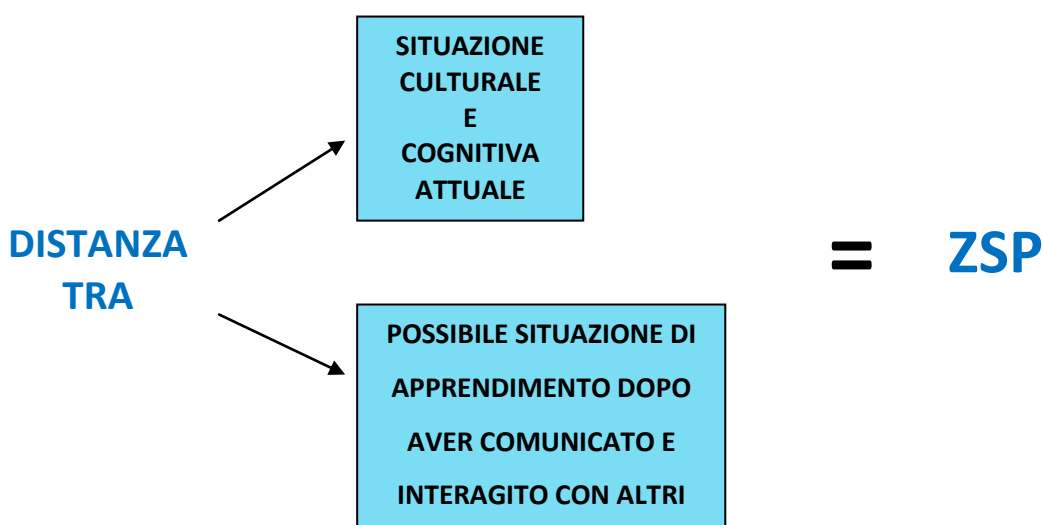 DISTANZA
TRA
SITUAZIONE
CULTURALE
E
COGNITIVA
ATTUALE
POSSIBILE SITUAZIONE DI
APPRENDIMENTO DOPO
AVER COMUNICATO E
INTERAGITO CON ALTRI
= ZSP